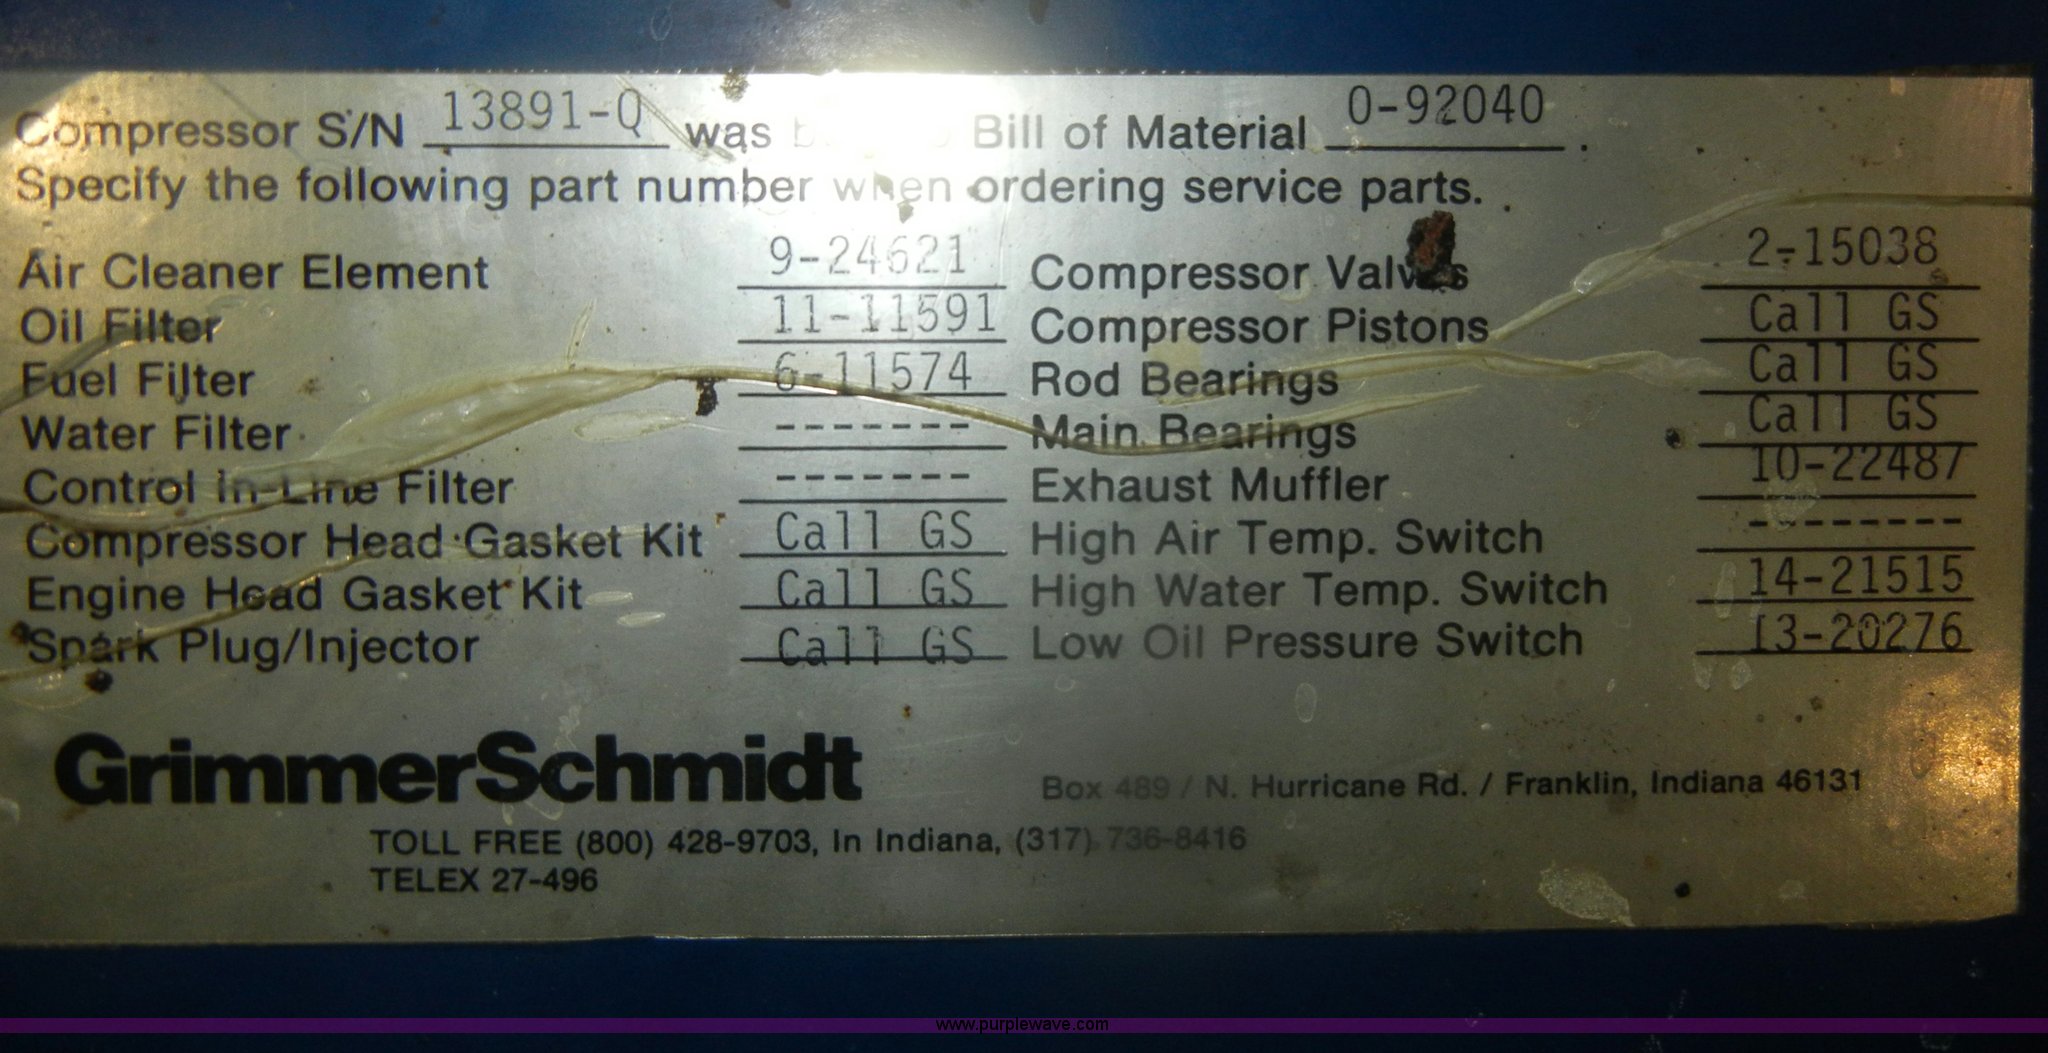 Compressor S/N 13891-Q was Bill of Material 0-92040 .
Specify the following part number when ordering service parts.
Air Cleaner Element 9-24621 Compressor Valves 2-15038
Oil Filter 11-11591 Compressor Pistons Call GS
Fuel Filter 6-11574 Rod Bearings Call GS
Water Filter ------- Main Bearings Call GS
Control In-Line Filter ------- Exhaust Muffler 10-22487
Compressor Head Gasket Kit Call GS High Air Temp. Switch --------
Engine Head Gasket Kit Call GS High Water Temp. Switch 14-21515
Spark Plug/Injector Call GS Low Oil Pressure Switch 13-20276
GrimmerSchmidt
Box 489 / N. Hurricane Rd. / Franklin, Indiana 46131
TOLL FREE (800) 428-9703, In Indiana, (317) 736-8416
TELEX 27-496
www.purplewave.com